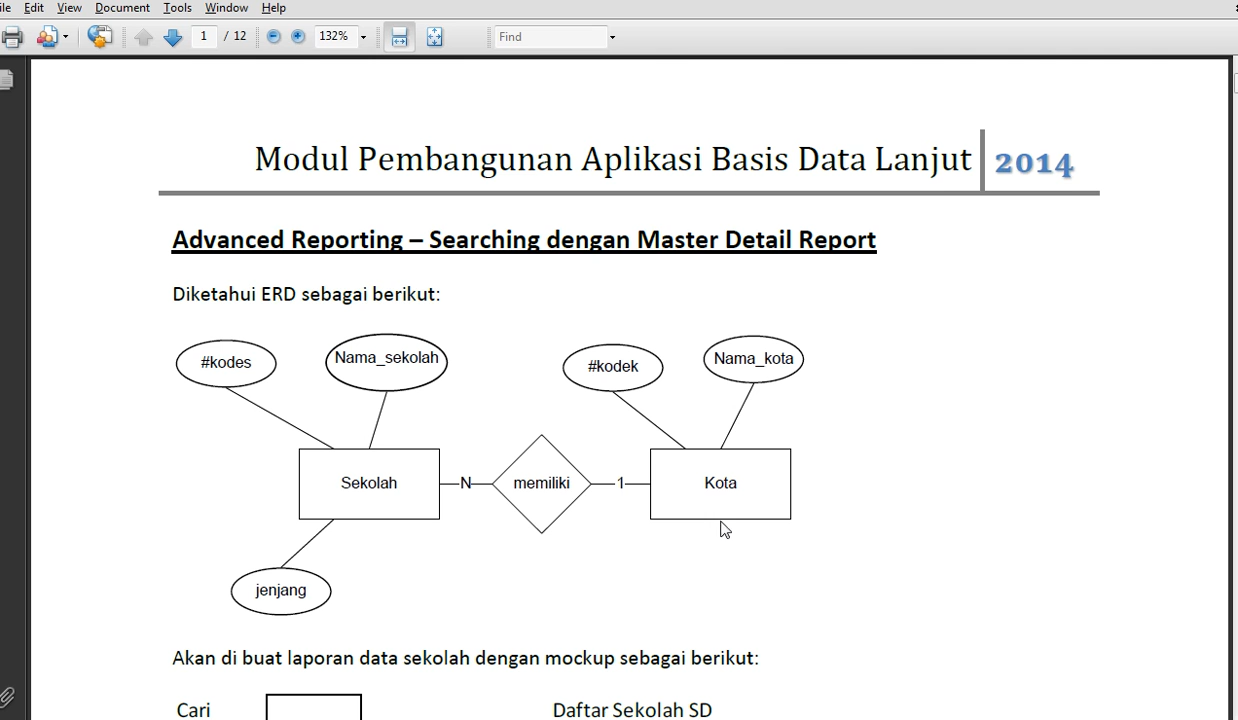 ile Edit View Document Tools Window Help
1 / 12 132% Find
Modul Pembangunan Aplikasi Basis Data Lanjut 2014
Advanced Reporting – Searching dengan Master Detail Report
Diketahui ERD sebagai berikut:
#kodes Nama_sekolah #kodek Nama_kota
Sekolah N memiliki 1 Kota
jenjang
Akan di buat laporan data sekolah dengan mockup sebagai berikut:
Cari Daftar Sekolah SD